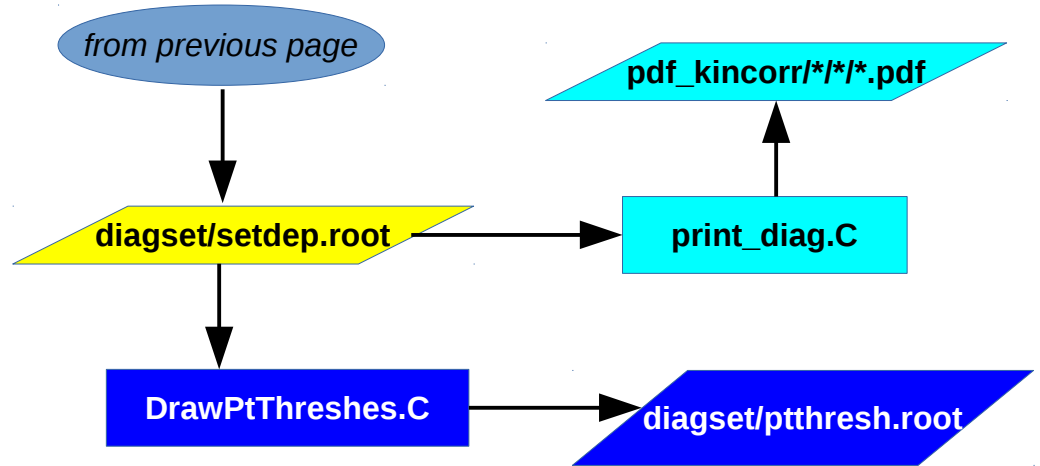 from previous page
pdf_kincorr/*/*/*.pdf
diagset/setdep.root
print_diag.C
DrawPtThreshes.C
diagset/ptthresh.root